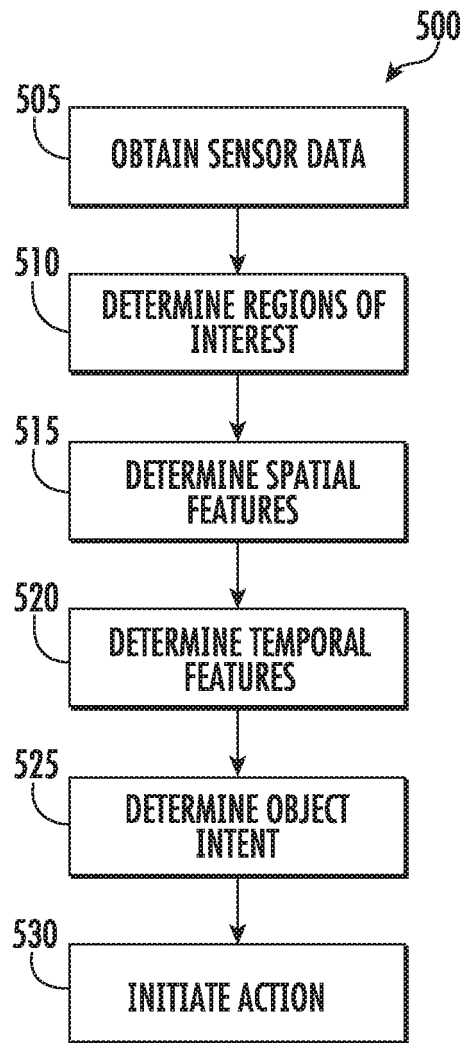 500
505
OBTAIN SENSOR DATA
510
DETERMINE REGIONS OF
INTEREST
515
DETERMINE SPATIAL
FEATURES
520
DETERMINE TEMPORAL
FEATURES
525
DETERMINE OBJECT
INTENT
530
INITIATE ACTION